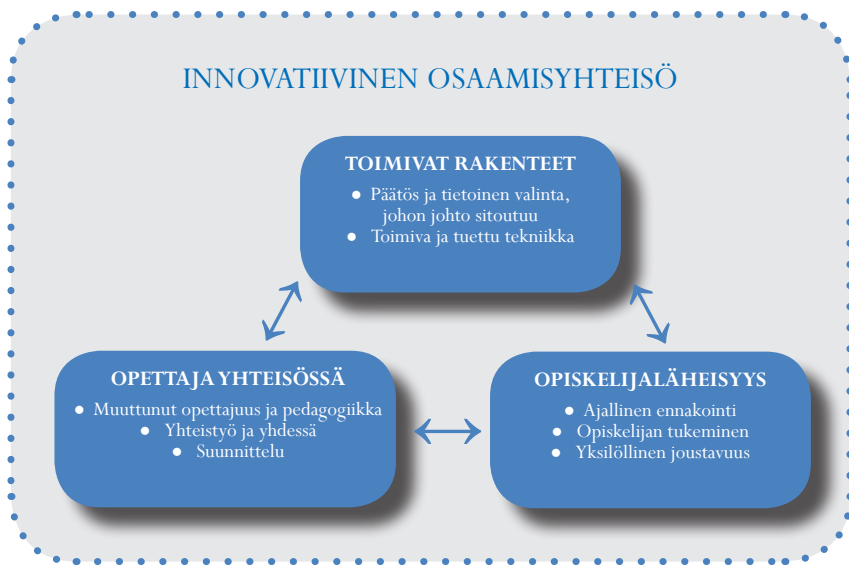 INNOVATIIVINEN OSAAMISYHTEISÖ
TOIMIVAT RAKENTEET
● Päätös ja tietoinen valinta,
johon johto sitoutuu
● Toimiva ja tuettu tekniikka
OPETTAJA YHTEISÖSSÄ
● Muuttunut opettajuus ja pedagogiikka
● Yhteistyö ja yhdessä
● Suunnittelu
OPISKELIJALÄHEISYYS
● Ajallinen ennakointi
● Opiskelijan tukeminen
● Yksilöllinen joustavuus